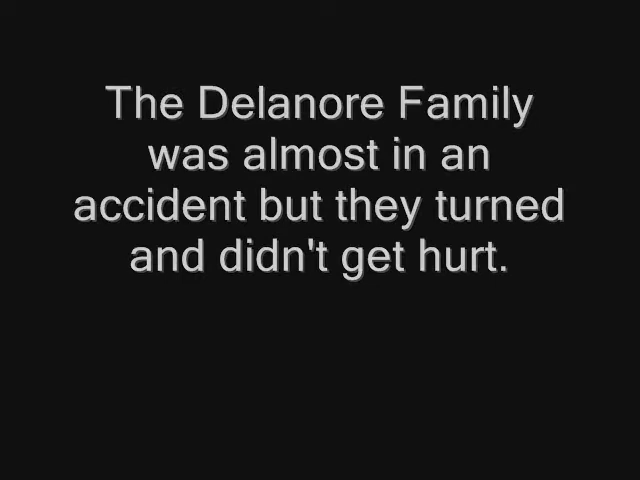 The Delanore Family
was almost in an
accident but they turned
and didn't get hurt.